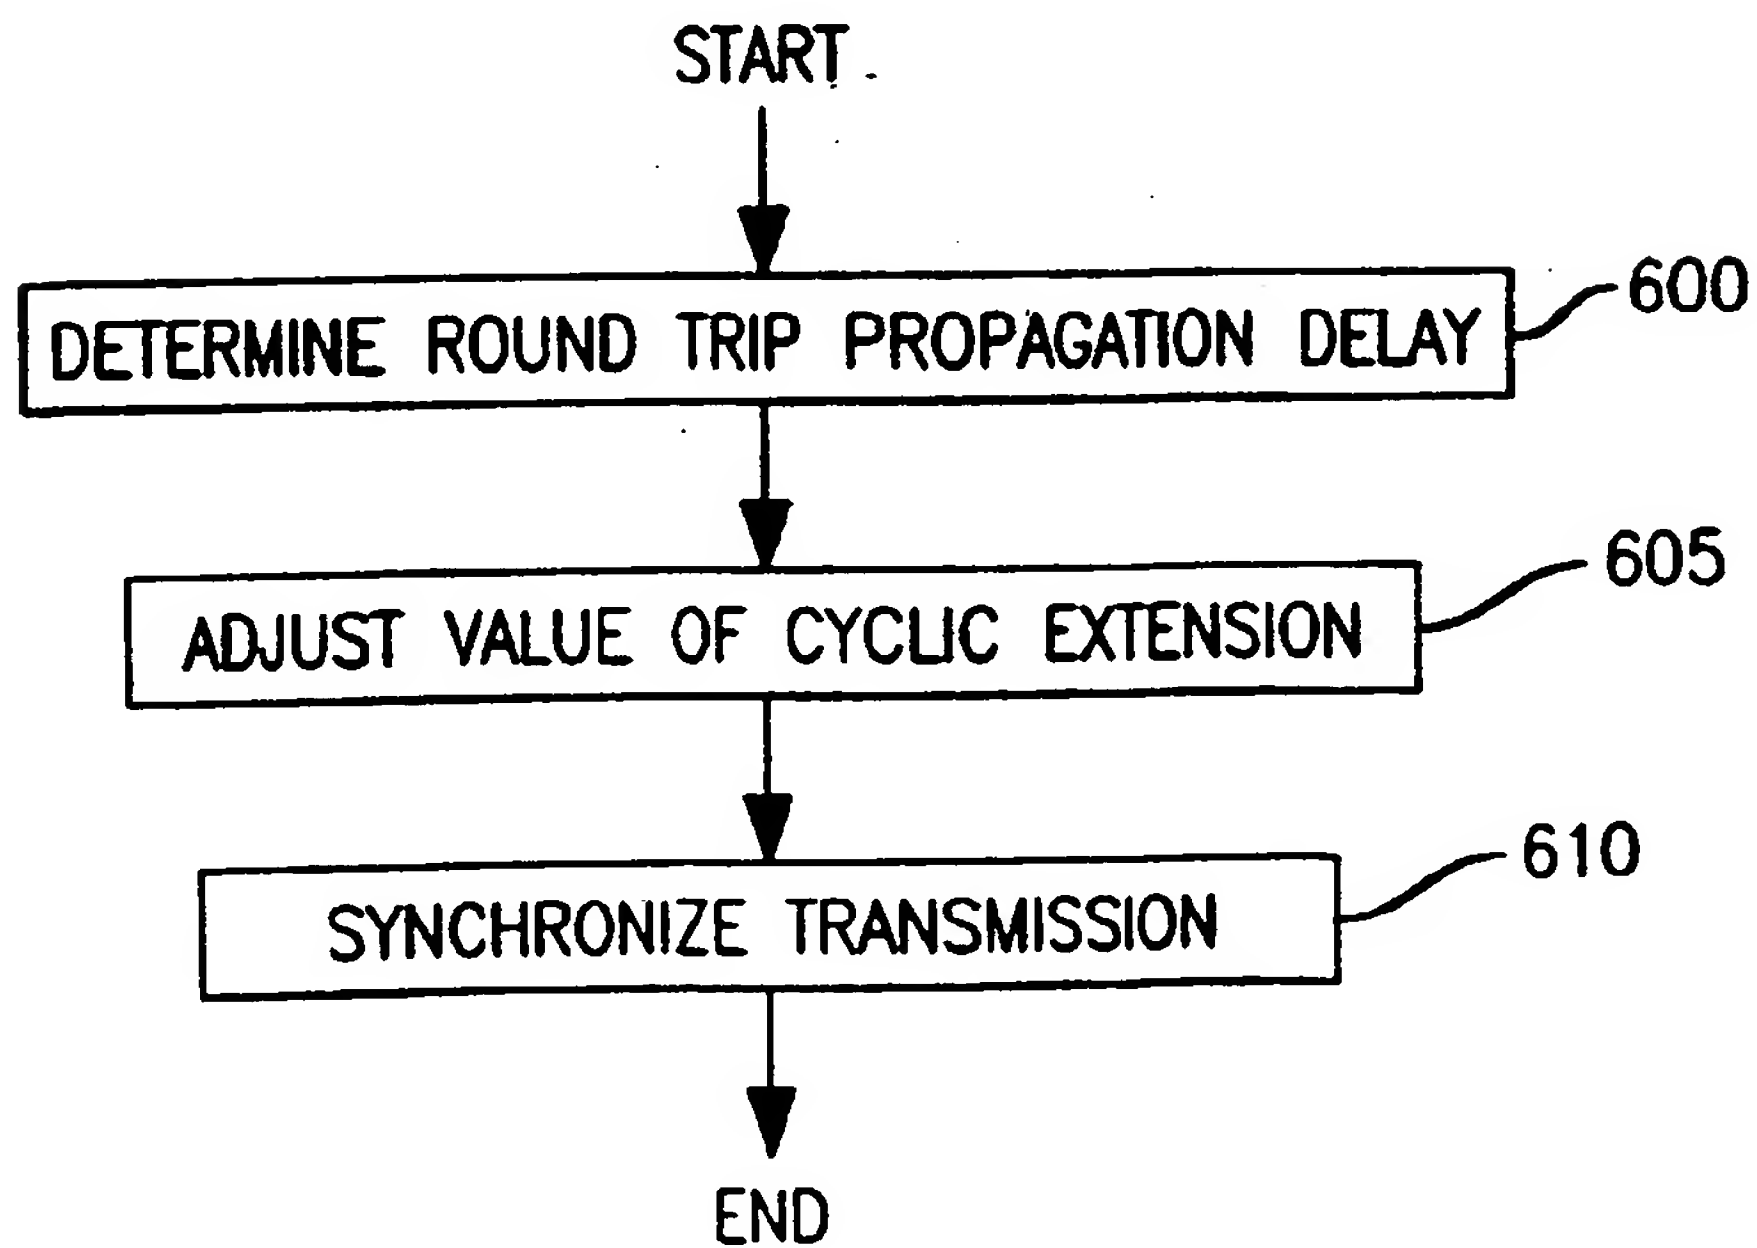 START
600
DETERMINE ROUND TRIP PROPAGATION DELAY
605
ADJUST VALUE OF CYCLIC EXTENSION
610
SYNCHRONIZE TRANSMISSION
END